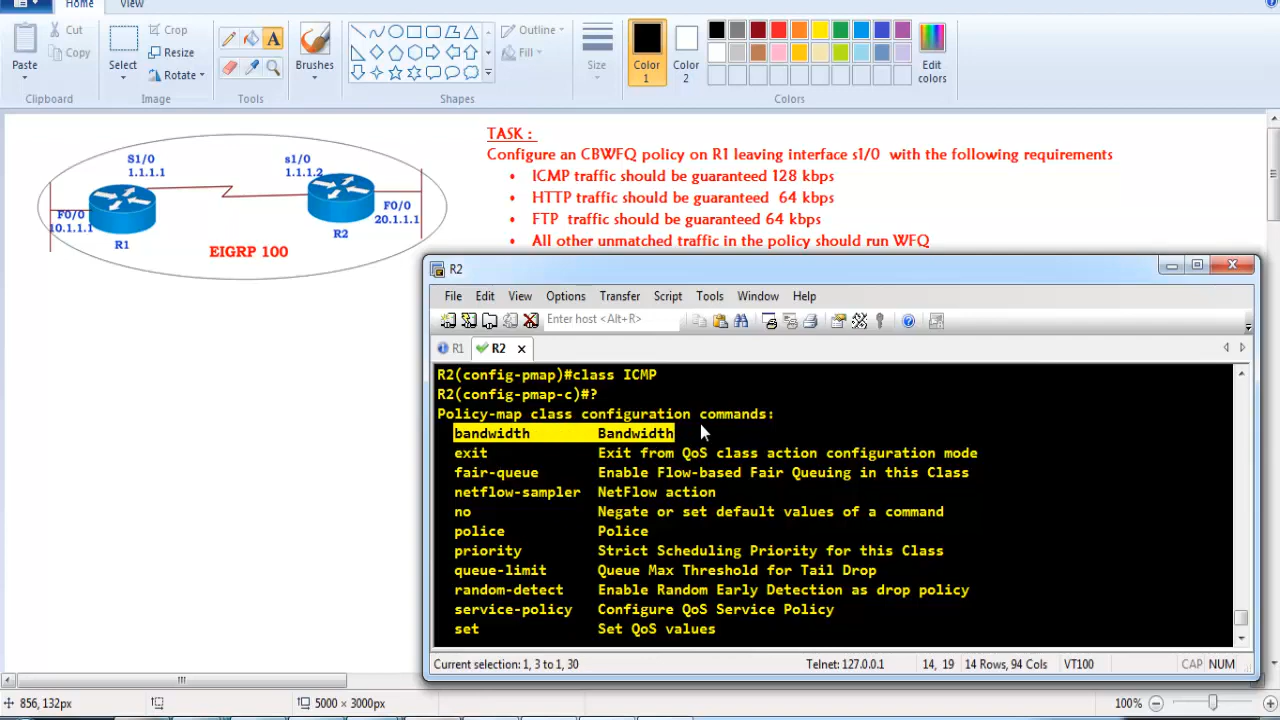 Home View
Cut
Copy
Paste
Clipboard
Select
Crop
Resize
Rotate
Image
A
Tools
Brushes
Outline
Fill
Shapes
Size
Color 1
Color 2
Edit colors
Colors
S1/0
1.1.1.1
s1/0
1.1.1.2
F0/0
10.1.1.1
R1
R2
F0/0
20.1.1.1
EIGRP 100
TASK :
Configure an CBWFQ policy on R1 leaving interface s1/0 with the following requirements
• ICMP traffic should be guaranteed 128 kbps
• HTTP traffic should be guaranteed 64 kbps
• FTP traffic should be guaranteed 64 kbps
• All other unmatched traffic in the policy should run WFQ
R2
File Edit View Options Transfer Script Tools Window Help
Enter host <Alt+R>
R1 R2
R2(config-pmap)#class ICMP
R2(config-pmap-c)#?
Policy-map class configuration commands:
bandwidth Bandwidth
exit Exit from QoS class action configuration mode
fair-queue Enable Flow-based Fair Queuing in this Class
netflow-sampler NetFlow action
no Negate or set default values of a command
police Police
priority Strict Scheduling Priority for this Class
queue-limit Queue Max Threshold for Tail Drop
random-detect Enable Random Early Detection as drop policy
service-policy Configure QoS Service Policy
set Set QoS values
Current selection: 1, 3 to 1, 30 Telnet: 127.0.0.1 14, 19 14 Rows, 94 Cols VT100 CAP NUM
856, 132px 5000 × 3000px 100%